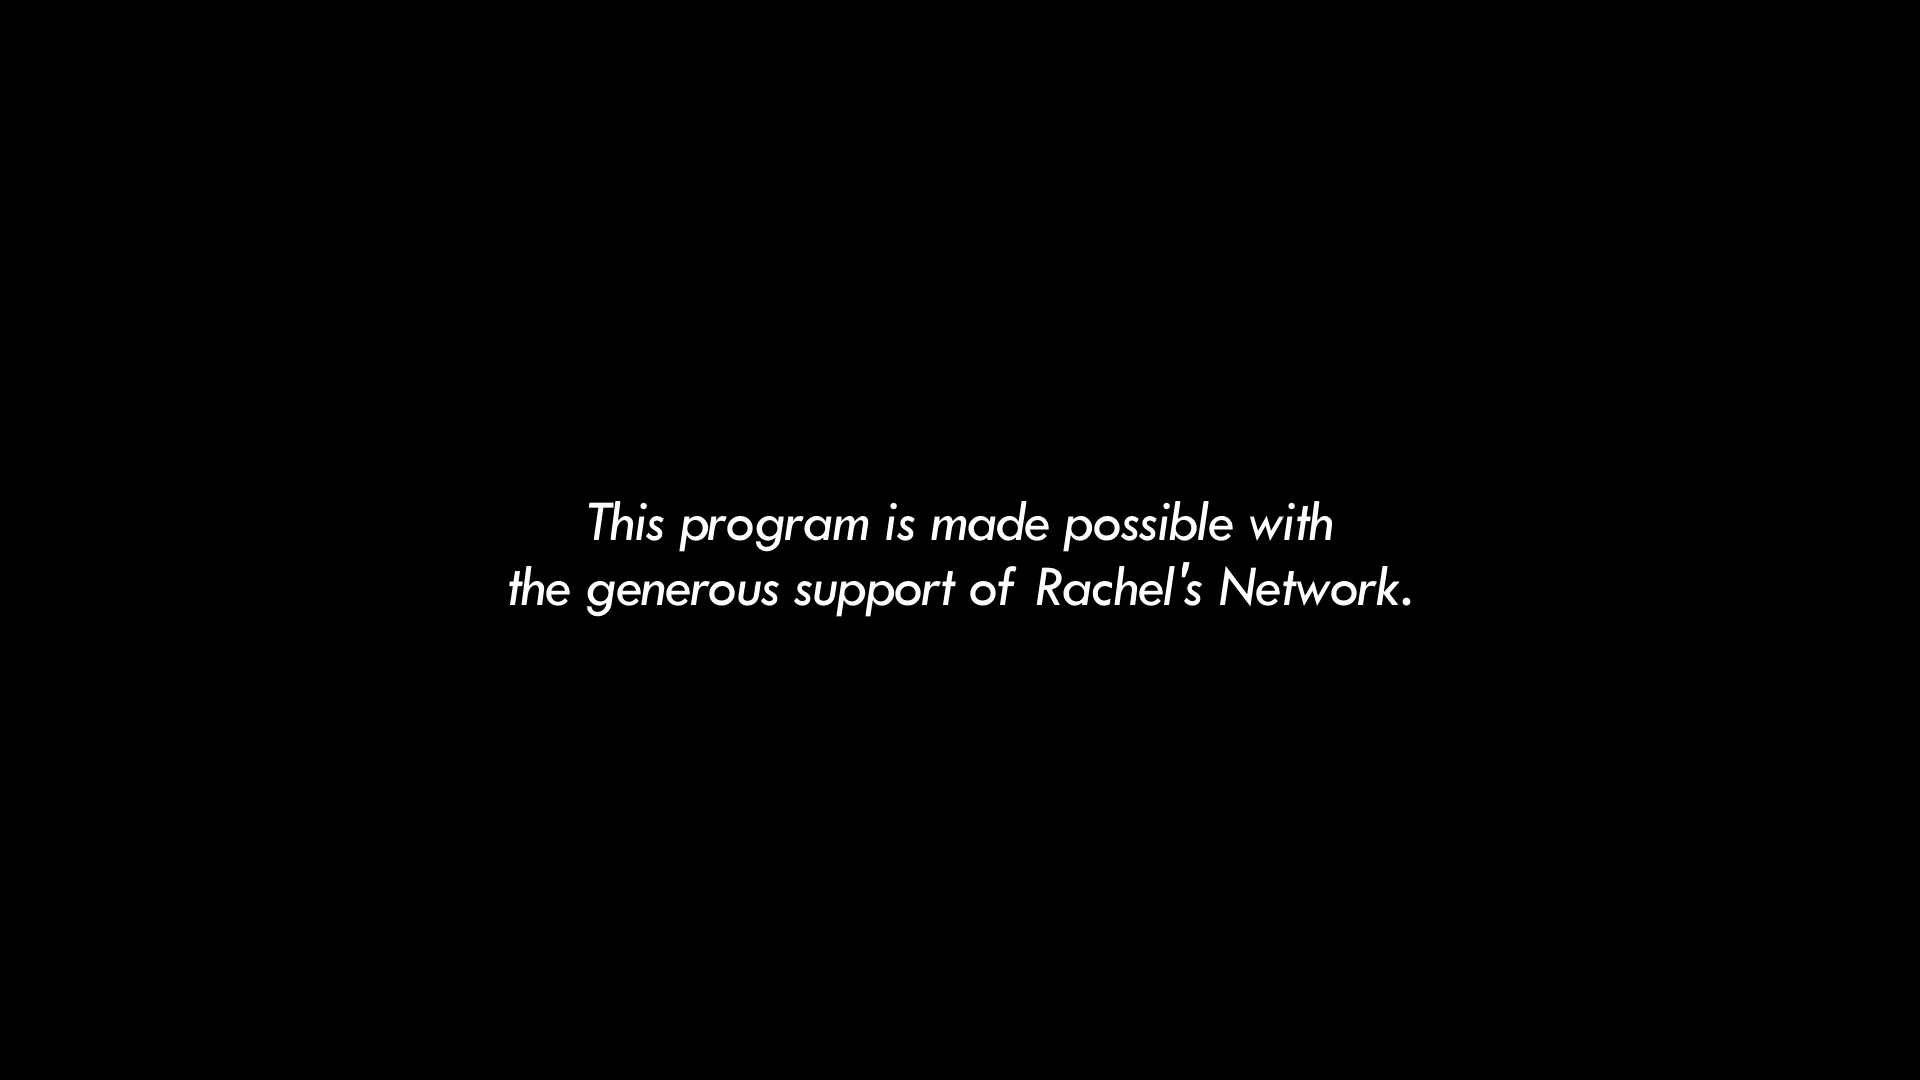 This program is made possible with
the generous support of Rachel's Network.